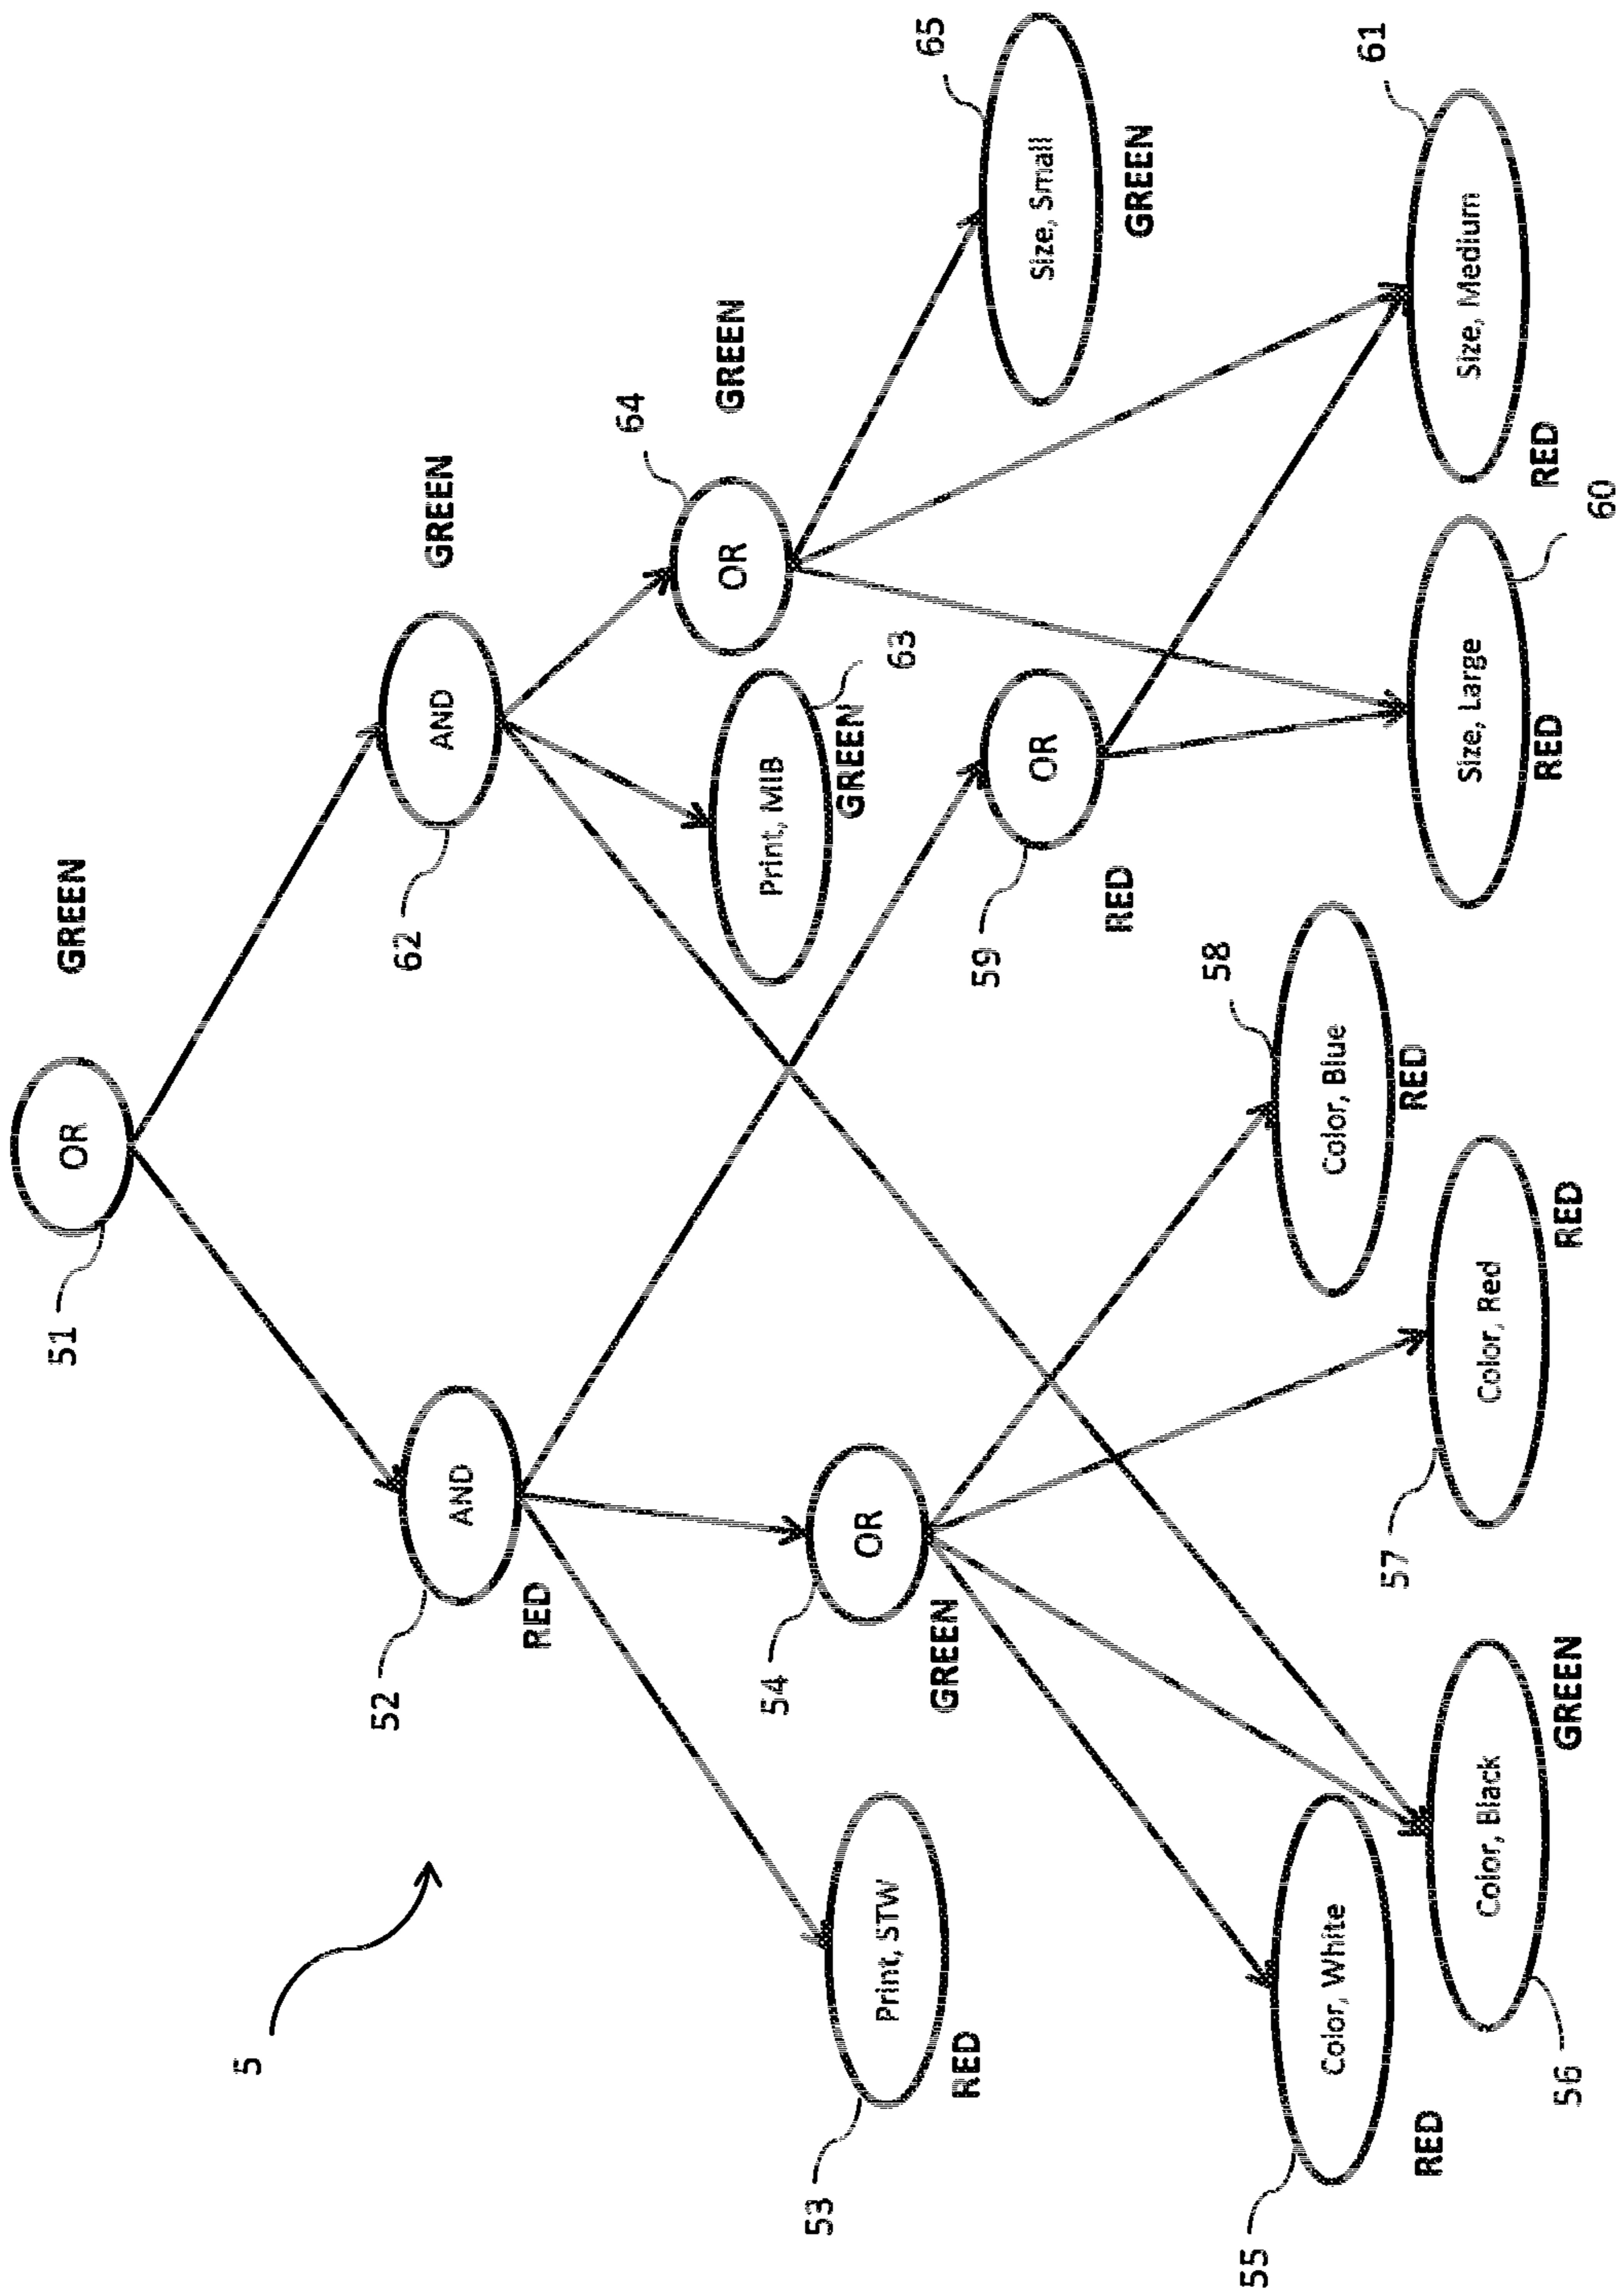 5
51
OR
GREEN
52
AND
RED
62
AND
GREEN
53
Print, STW
RED
54
OR
GREEN
63
Print, MIB
GREEN
64
OR
GREEN
59
OR
RED
65
Size, Small
GREEN
55
Color, White
RED
56
Color, Black
GREEN
57
Color, Red
RED
58
Color, Blue
RED
60
Size, Large
RED
61
Size, Medium
RED